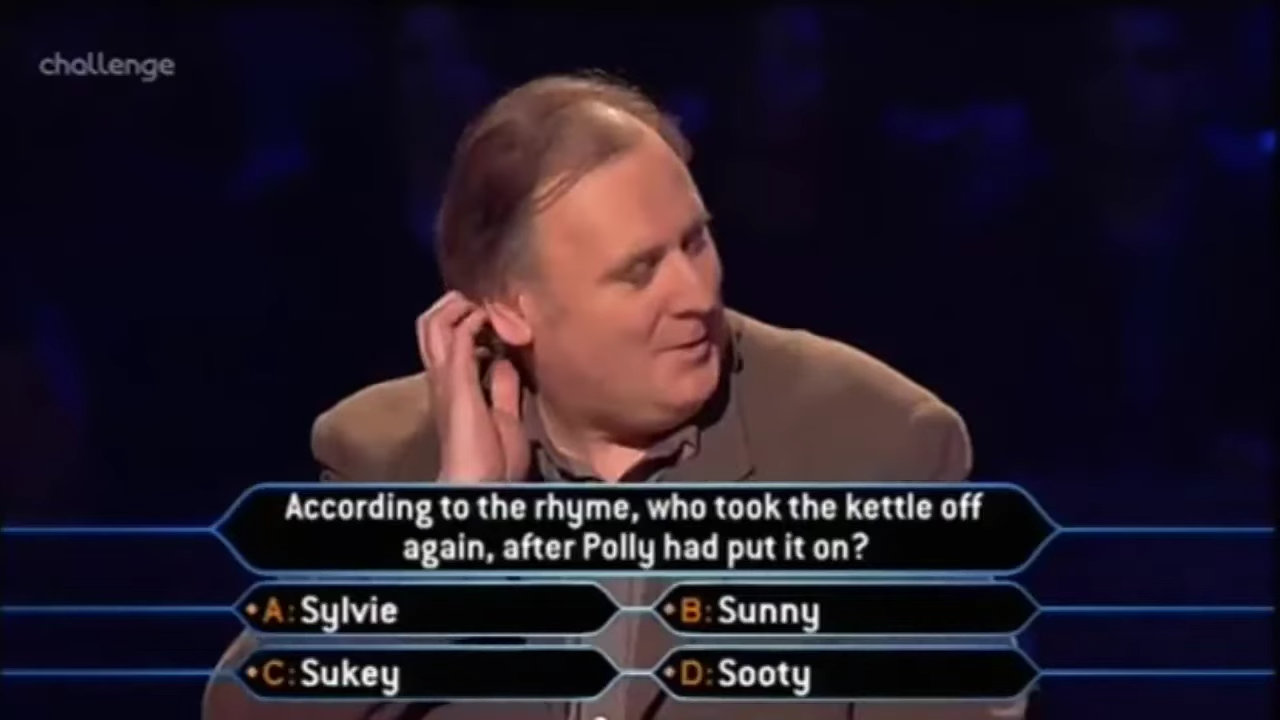 challenge
According to the rhyme, who took the kettle off
again, after Polly had put it on?
A: Sylvie
B: Sunny
C: Sukey
D: Sooty